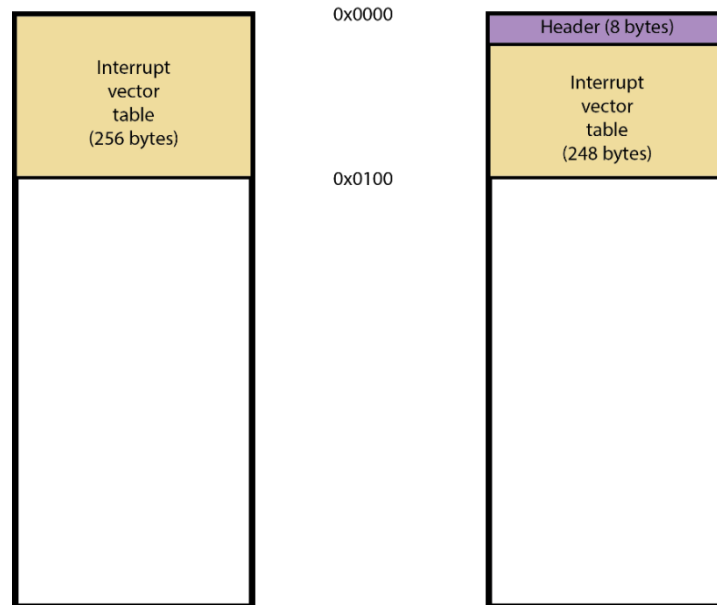 0x0000
Interrupt
vector
table
(256 bytes)
Header (8 bytes)
Interrupt
vector
table
(248 bytes)
0x0100